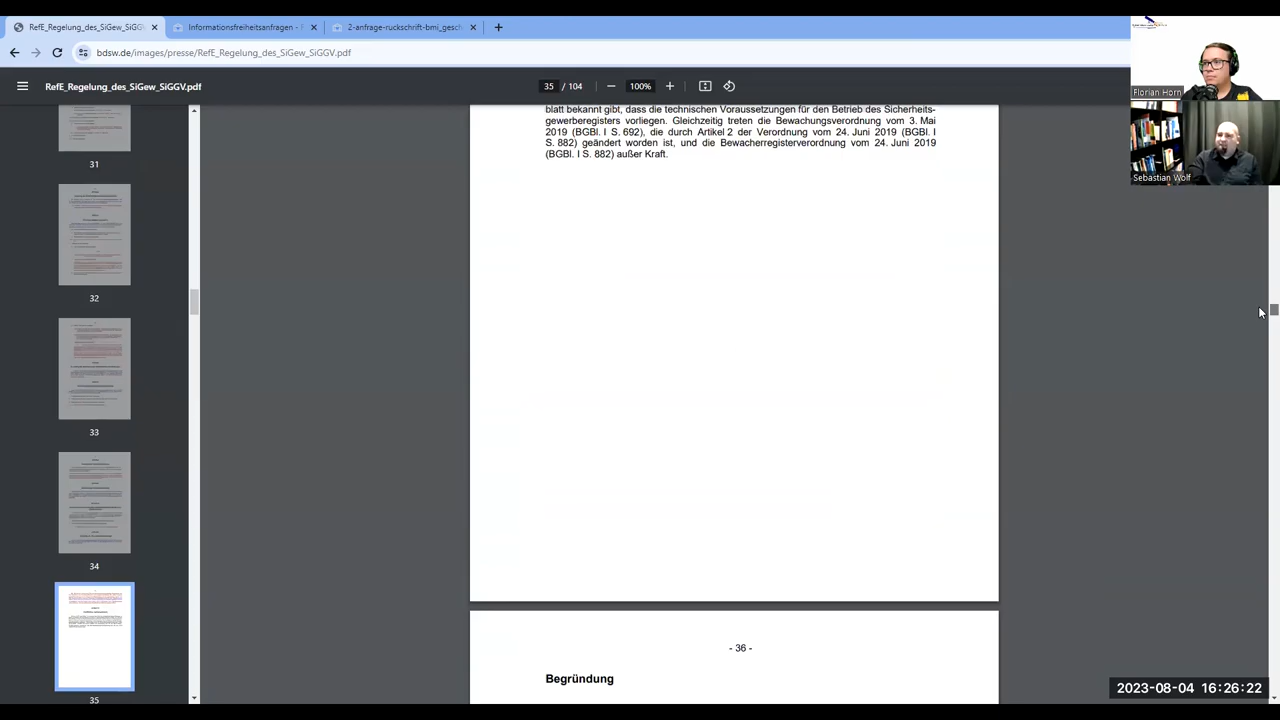 RefE_Regelung_des_SiGew_SiGGV
Informationsfreiheitsanfragen - F
2-anfrage-ruckschrift-bmi_gesch
bdsw.de/images/presse/RefE_Regelung_des_SiGew_SiGGV.pdf
RefE_Regelung_des_SiGew_SiGGV.pdf
35 / 104
100%
Florian Horn
Sebastian Wolf
31
32
33
34
35
blatt bekannt gibt, dass die technischen Voraussetzungen für den Betrieb des Sicherheits-
gewerberegisters vorliegen. Gleichzeitig treten die Bewachungsverordnung vom 3. Mai
2019 (BGBl. I S. 692), die durch Artikel 2 der Verordnung vom 24. Juni 2019 (BGBl. I
S. 882) geändert worden ist, und die Bewacherregisterverordnung vom 24. Juni 2019
(BGBl. I S. 882) außer Kraft.
- 36 -
Begründung
2023-08-04 16:26:22